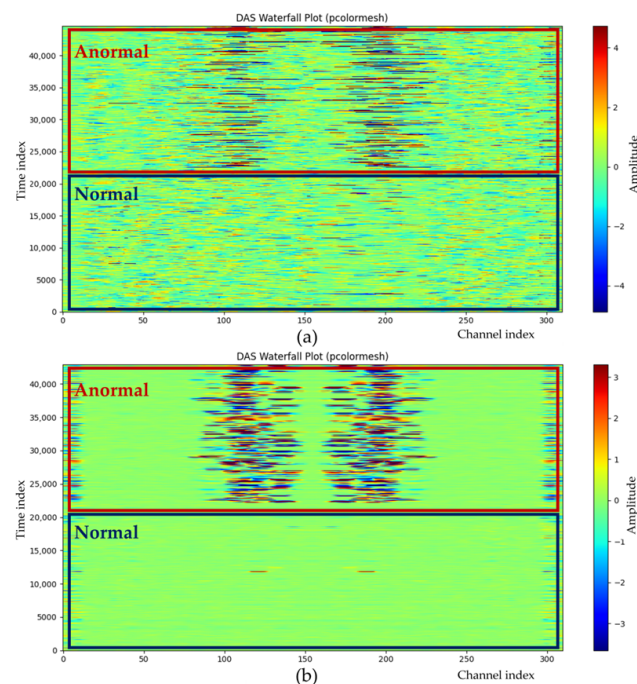 DAS Waterfall Plot (pcolormesh)
Anormal
Normal
40,000
35,000
30,000
25,000
20,000
15,000
10,000
5000
0
Time index
0 50 100 150 200 250 300
Channel index
(a)
4
2
0
−2
−4
Amplitude
DAS Waterfall Plot (pcolormesh)
Anormal
Normal
40,000
35,000
30,000
25,000
20,000
15,000
10,000
5000
0
Time index
0 50 100 150 200 250 300
Channel index
(b)
3
2
1
0
−1
−2
−3
Amplitude